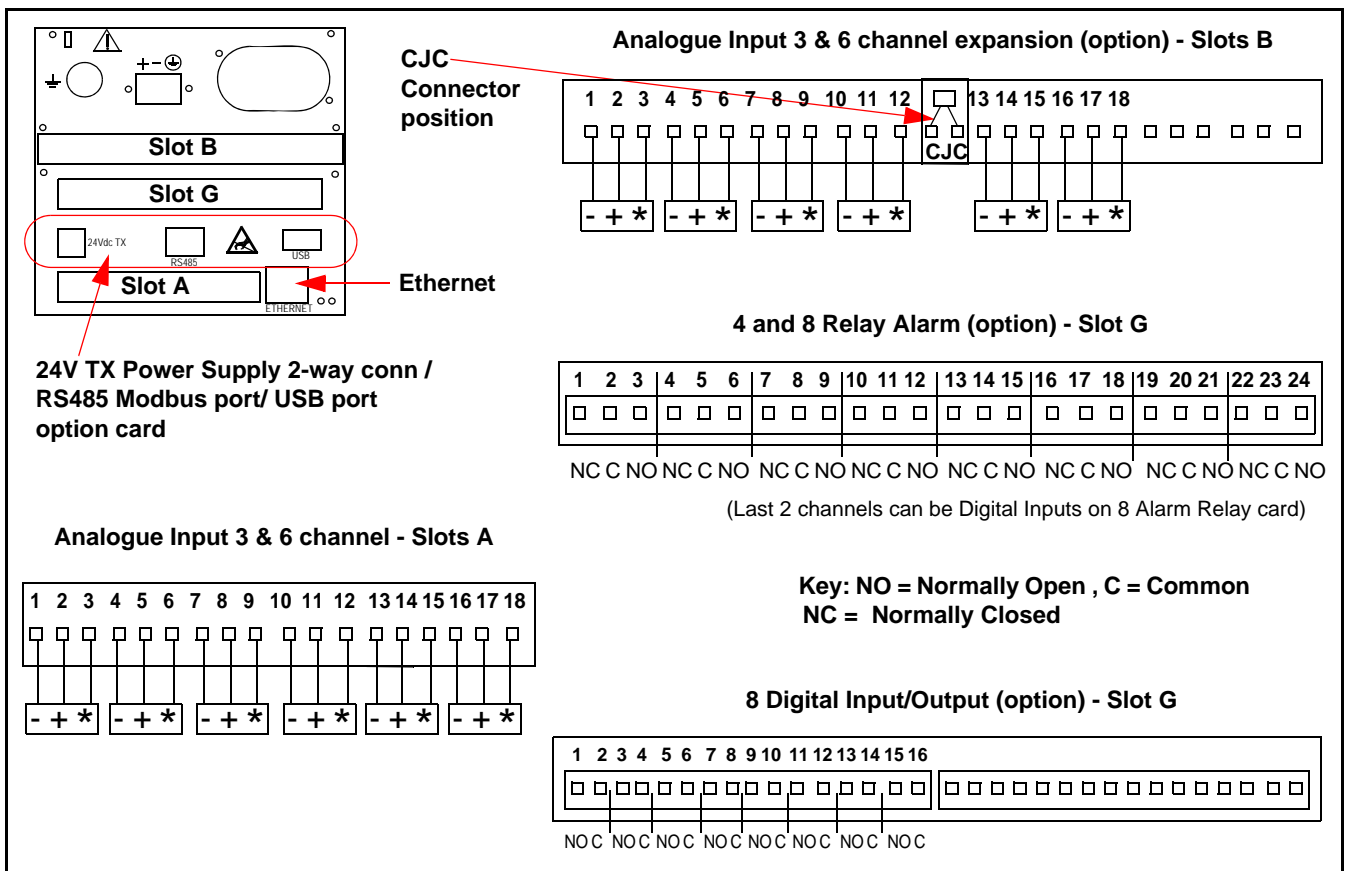 + -
Slot B
Slot G
24Vdc TX
RS485
USB
Slot A
ETHERNET
CJC
Connector
position
Ethernet
24V TX Power Supply 2-way conn /
RS485 Modbus port/ USB port
option card
Analogue Input 3 & 6 channel expansion (option) - Slots B
1 2 3 4 5 6 7 8 9 10 11 12 13 14 15 16 17 18
CJC
- + * - + * - + * - + * - + * - + *
4 and 8 Relay Alarm (option) - Slot G
1 2 3 4 5 6 7 8 9 10 11 12 13 14 15 16 17 18 19 20 21 22 23 24
NC C NO NC C NO NC C NO NC C NO NC C NO NC C NO NC C NO NC C NO
(Last 2 channels can be Digital Inputs on 8 Alarm Relay card)
Analogue Input 3 & 6 channel - Slots A
1 2 3 4 5 6 7 8 9 10 11 12 13 14 15 16 17 18
- + * - + * - + * - + * - + * - + *
Key: NO = Normally Open , C = Common
NC = Normally Closed
8 Digital Input/Output (option) - Slot G
1 2 3 4 5 6 7 8 9 10 11 12 13 14 15 16
NO C NO C NO C NO C NO C NO C NO C NO C